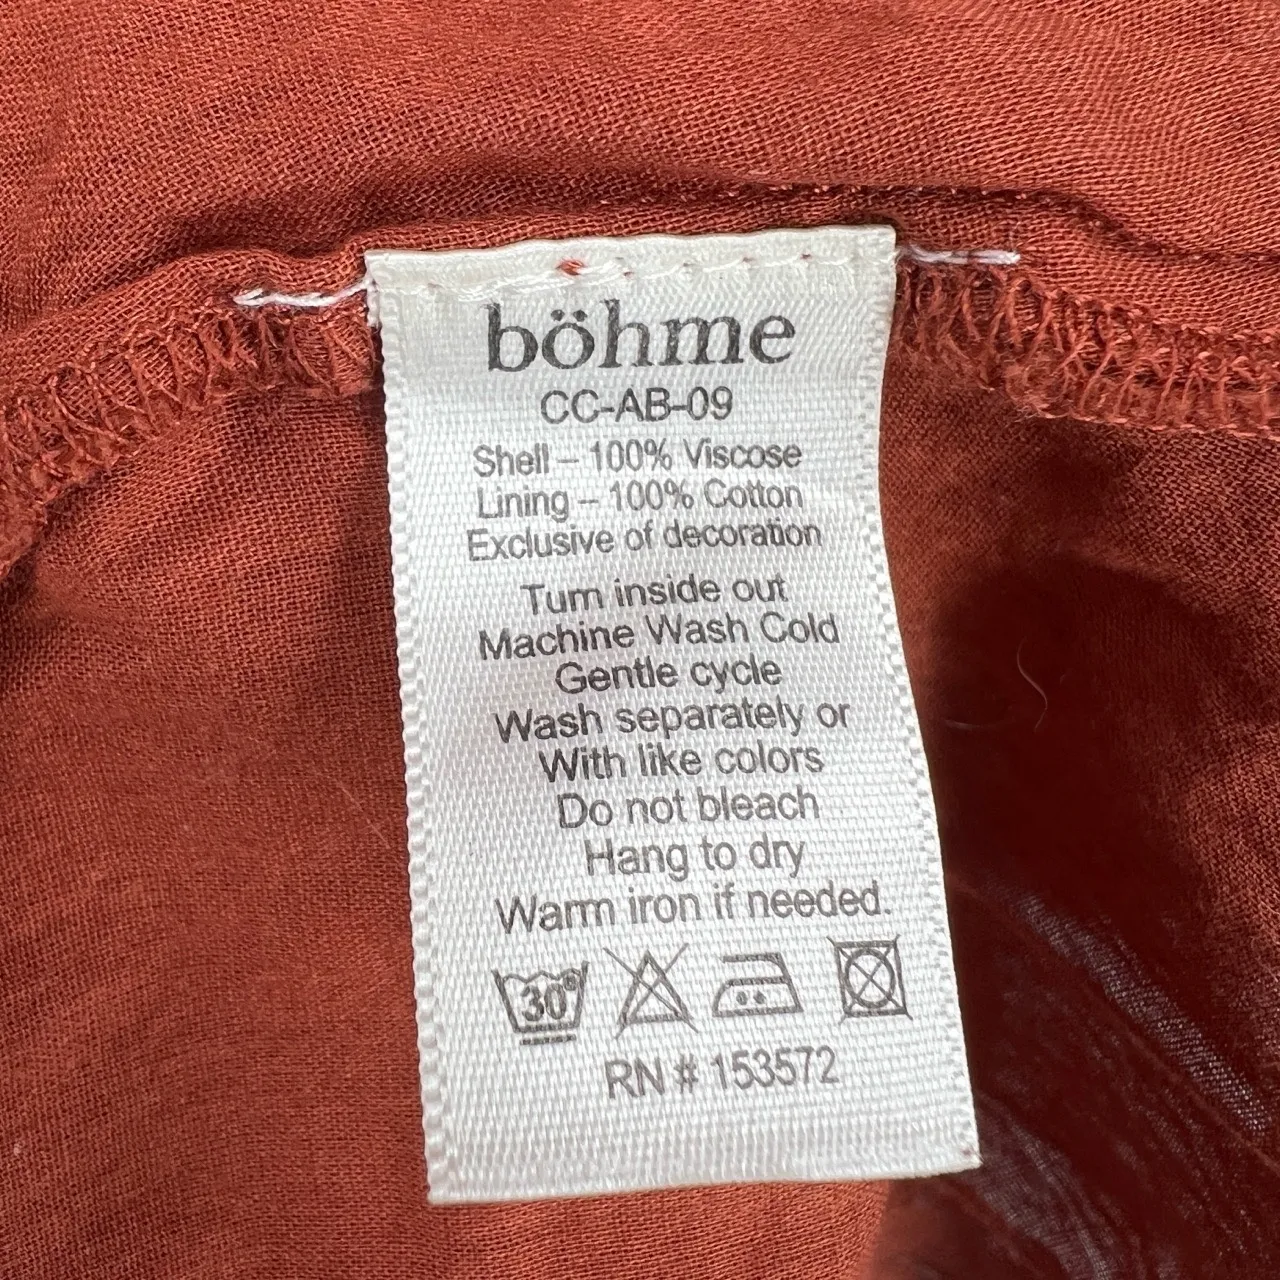 böhme
CC-AB-09
Shell – 100% Viscose
Lining – 100% Cotton
Exclusive of decoration
Turn inside out
Machine Wash Cold
Gentle cycle
Wash separately or
With like colors
Do not bleach
Hang to dry
Warm iron if needed.
30°
RN # 153572